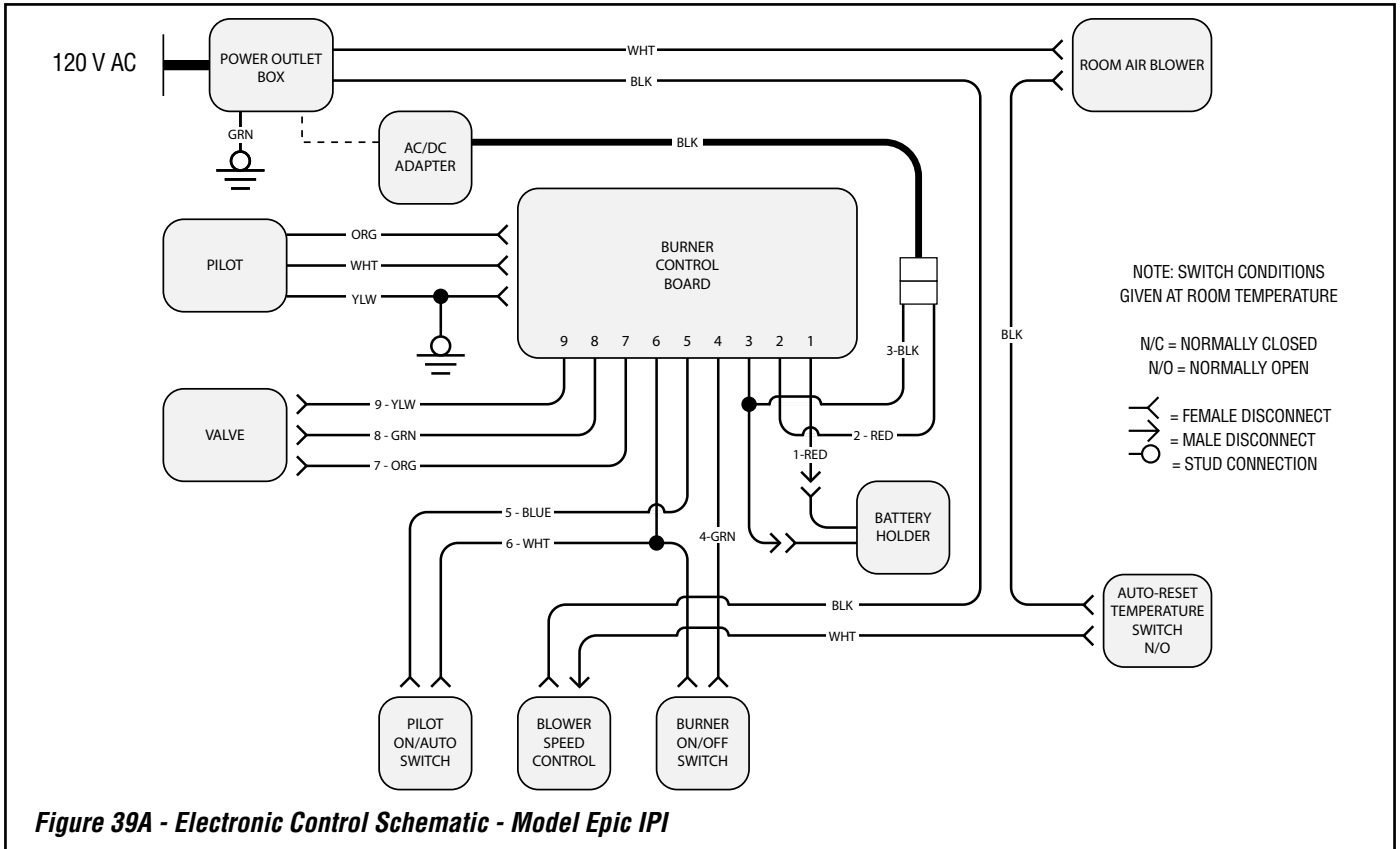 120 V AC
POWER OUTLET
BOX
WHT
BLK
ROOM AIR BLOWER
GRN
AC/DC
ADAPTER
BLK
PILOT
ORG
WHT
YLW
BURNER
CONTROL
BOARD
9 8 7 6 5 4 3 2 1
3-BLK
BLK
NOTE: SWITCH CONDITIONS
GIVEN AT ROOM TEMPERATURE
N/C = NORMALLY CLOSED
N/O = NORMALLY OPEN
= FEMALE DISCONNECT
= MALE DISCONNECT
= STUD CONNECTION
VALVE
9 - YLW
8 - GRN
7 - ORG
2 - RED
1-RED
BATTERY
HOLDER
5 - BLUE
6 - WHT
4-GRN
BLK
WHT
AUTO-RESET
TEMPERATURE
SWITCH
N/O
PILOT
ON/AUTO
SWITCH
BLOWER
SPEED
CONTROL
BURNER
ON/OFF
SWITCH
Figure 39A - Electronic Control Schematic - Model Epic IPI